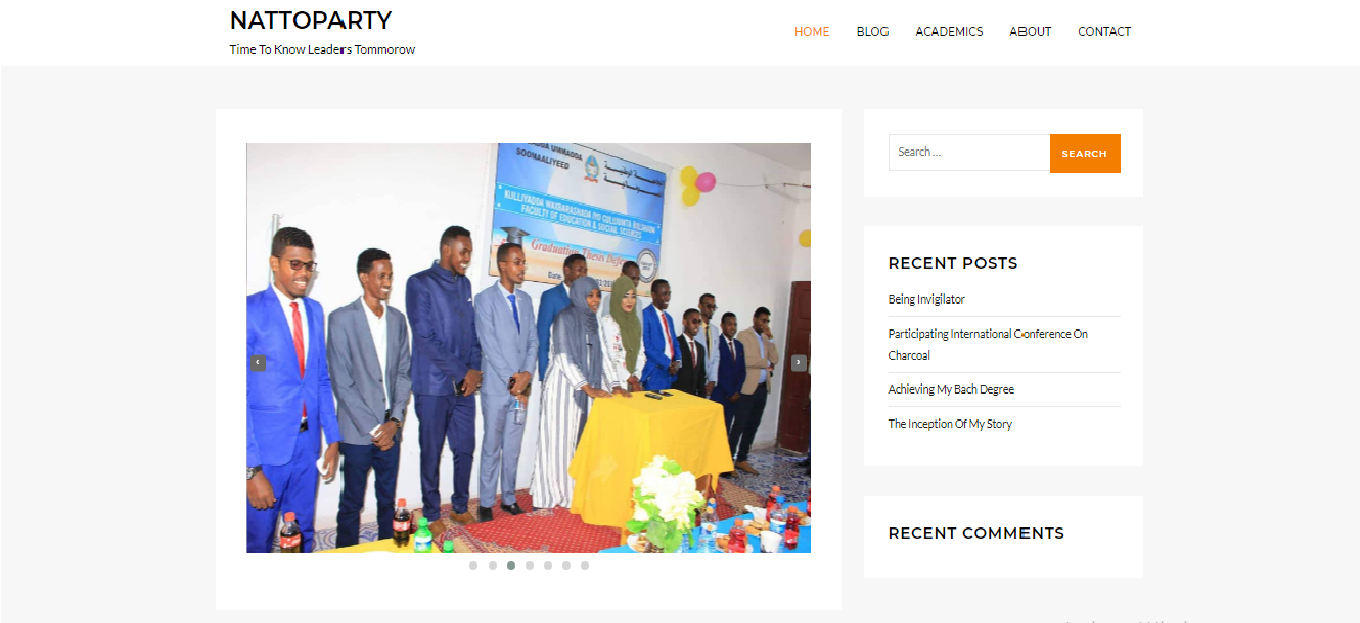 NATTOPARTY
Time To Know Leaders Tommorow
HOME BLOG ACADEMICS ABOUT CONTACT
SOOMAALIYEED
KULLIYADDA WAXBARASHADA IYO CULUUMTA BULSHADA
FACULTY OF EDUCATION & SOCIAL SCIENCES
Graduation Thesis
Date:
Search ...
SEARCH
RECENT POSTS
Being Invigilator
Participating International Conference On
Charcoal
Achieving My Bach Degree
The Inception Of My Story
RECENT COMMENTS